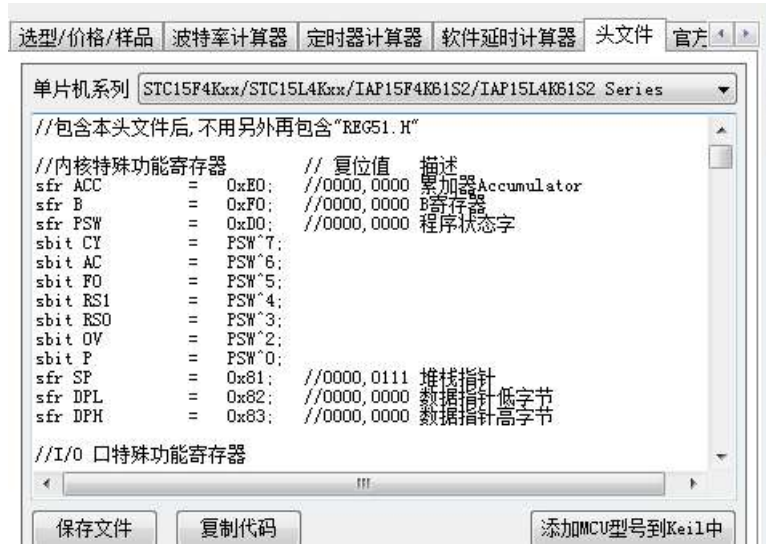 选型/价格/样品 波特率计算器 定时器计算器 软件延时计算器 头文件 官方
单片机系列 STC15F4Kxx/STC15L4Kxx/IAP15F4K61S2/IAP15L4K61S2 Series
//包含本头文件后,不用另外再包含"REG51.H"
//内核特殊功能寄存器 // 复位值 描述
sfr ACC = 0xE0; //0000,0000 累加器Accumulator
sfr B = 0xF0; //0000,0000 B寄存器
sfr PSW = 0xD0; //0000,0000 程序状态字
sbit CY = PSW^7;
sbit AC = PSW^6;
sbit F0 = PSW^5;
sbit RS1 = PSW^4;
sbit RS0 = PSW^3;
sbit OV = PSW^2;
sbit P = PSW^0;
sfr SP = 0x81; //0000,0111 堆栈指针
sfr DPL = 0x82; //0000,0000 数据指针低字节
sfr DPH = 0x83; //0000,0000 数据指针高字节
//I/O 口特殊功能寄存器
保存文件 复制代码 添加MCU型号到Keil中